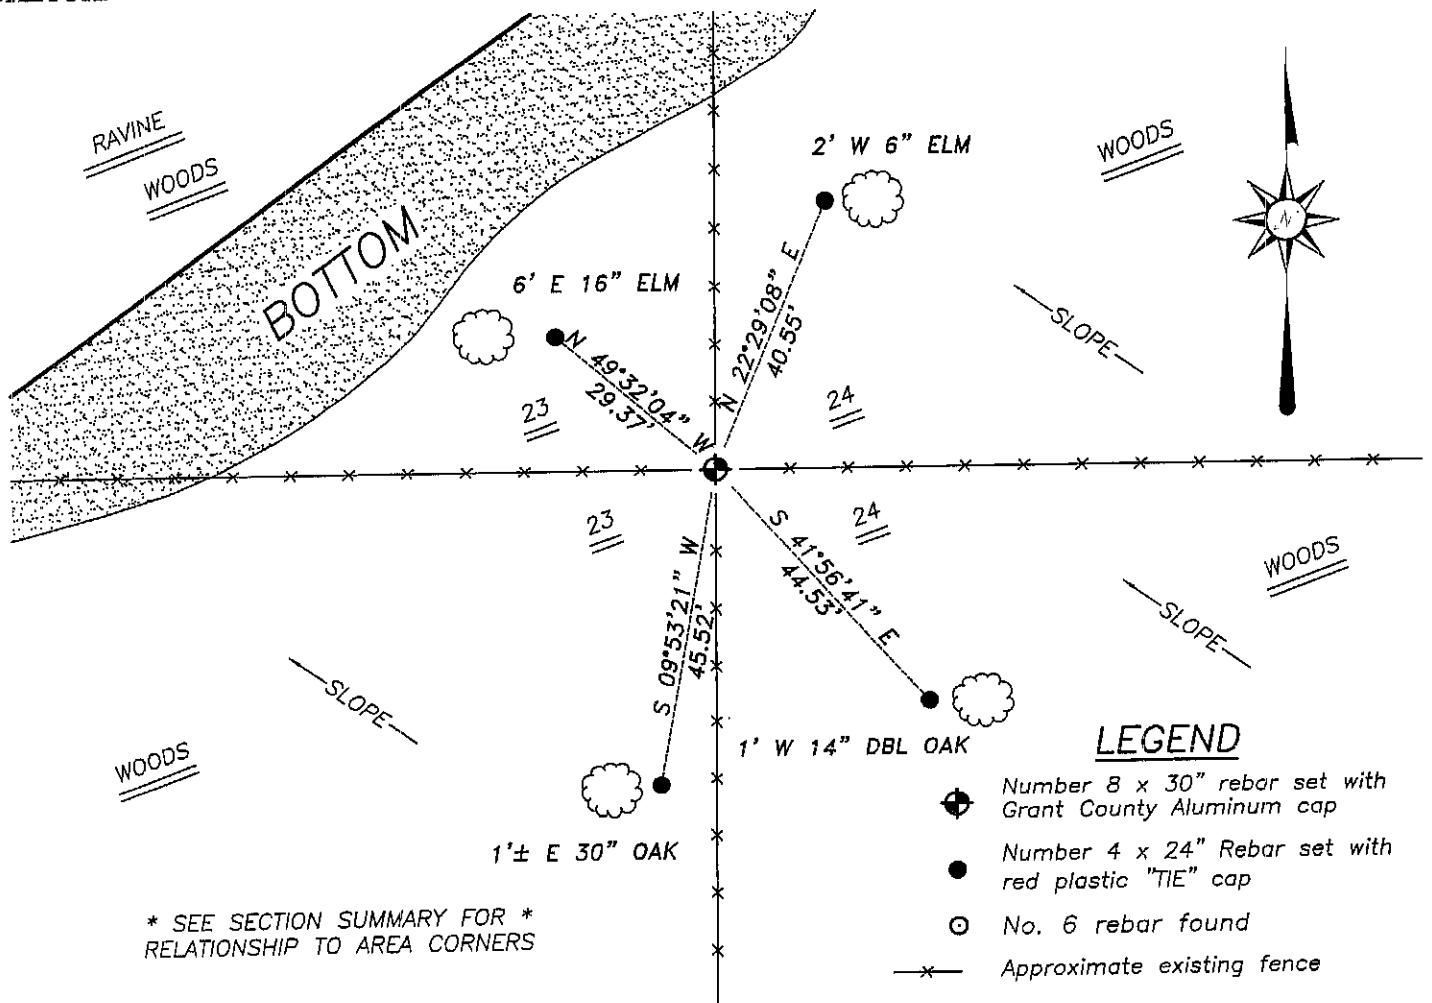 RAVINE
WOODS
BOTTOM
2' W 6" ELM
WOODS
N
6' E 16" ELM
N 22°29'08" E
40.55'
SLOPE
N 49°32'04" W
29.37'
23
24
23
24
S 09°53'21" W
45.52'
S 41°56'41" E
44.53'
WOODS
SLOPE
SLOPE
WOODS
1' W 14" DBL OAK
1'± E 30" OAK
LEGEND
Number 8 x 30" rebar set with
Grant County Aluminum cap
Number 4 x 24" Rebar set with
red plastic "TIE" cap
No. 6 rebar found
Approximate existing fence
* SEE SECTION SUMMARY FOR *
RELATIONSHIP TO AREA CORNERS